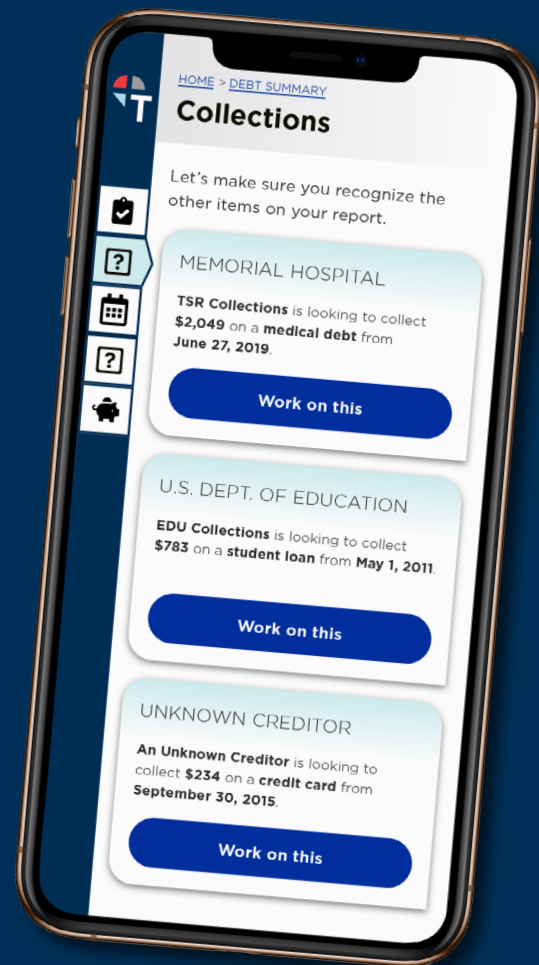 HOME > DEBT SUMMARY
T
Collections
Let's make sure you recognize the
other items on your report.
MEMORIAL HOSPITAL
TSR Collections is looking to collect
$2,049 on a medical debt from
June 27, 2019.
Work on this
U.S. DEPT. OF EDUCATION
EDU Collections is looking to collect
$783 on a student loan from May 1, 2011.
Work on this
UNKNOWN CREDITOR
An Unknown Creditor is looking to
collect $234 on a credit card from
September 30, 2015.
Work on this